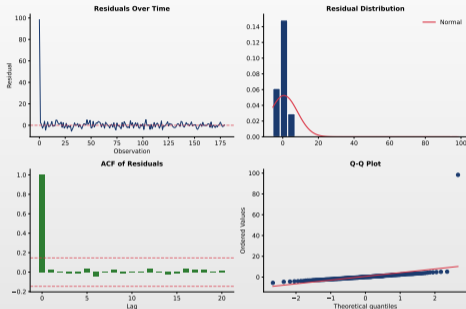 Residuals Over Time
100
80
60
40
20
0
Residual
0 25 50 75 100 125 150 175
Observation
Residual Distribution
Normal
0.14
0.12
0.10
0.08
0.06
0.04
0.02
0.00
0 20 40 60 80 100
ACF of Residuals
1.0
0.8
0.6
0.4
0.2
0.0
−0.2
0 5 10 15 20
Lag
Q-Q Plot
100
80
60
40
20
0
Ordered Values
−2 −1 0 1 2
Theoretical quantiles